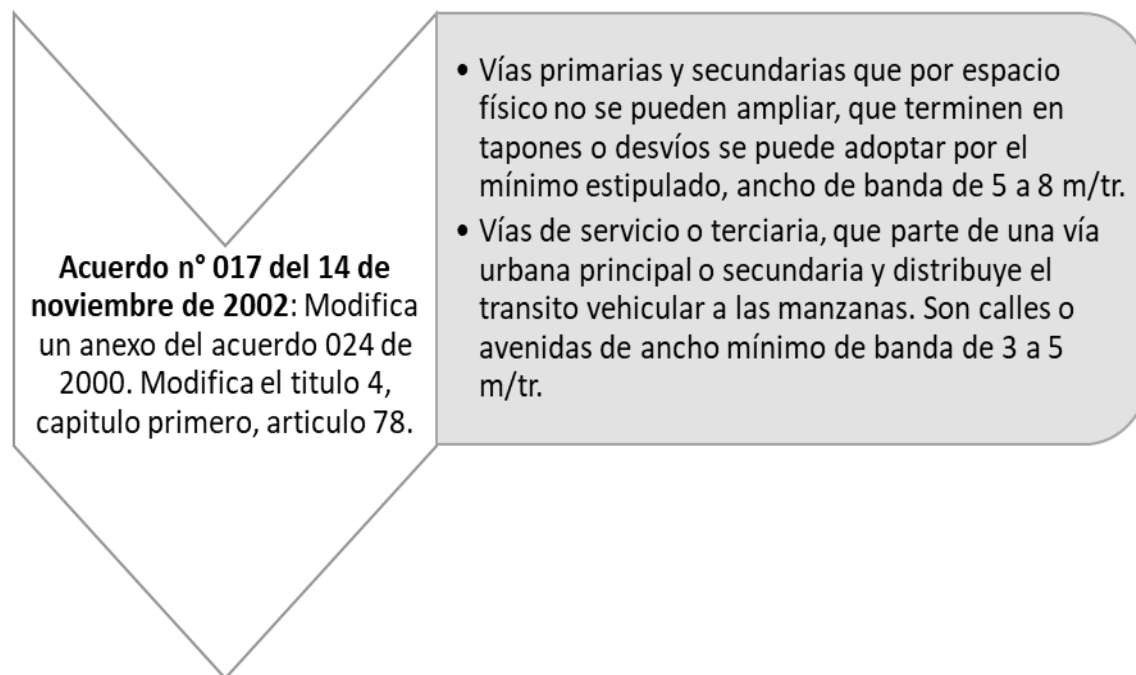 Acuerdo n° 017 del 14 de
noviembre de 2002: Modifica
un anexo del acuerdo 024 de
2000. Modifica el titulo 4,
capitulo primero, articulo 78.
• Vías primarias y secundarias que por espacio
físico no se pueden ampliar, que terminen en
tapones o desvíos se puede adoptar por el
mínimo estipulado, ancho de banda de 5 a 8 m/tr.
• Vías de servicio o terciaria, que parte de una vía
urbana principal o secundaria y distribuye el
transito vehicular a las manzanas. Son calles o
avenidas de ancho mínimo de banda de 3 a 5
m/tr.